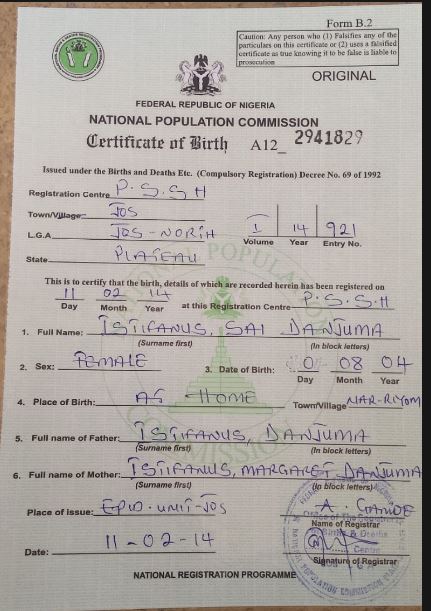 Form B.2
Caution: Any person who (1) Falsifies any of the
particulars on this certificate or (2) uses a falsified
certificate as true knowing it to be false is liable to
prosecution
ORIGINAL
FEDERAL REPUBLIC OF NIGERIA
NATIONAL POPULATION COMMISSION
Certificate of Birth A12_ 2941829
Issued under the Births and Deaths Etc. (Compulsory Registration) Decree No. 69 of 1992
Registration Centre P.S.S.H
Town/Village JOS
L.G.A. JOS-NORTH
I 14 921
Volume Year Entry No.
State PLATEAU
This is to certify that the birth, details of which are recorded herein has been registered on
11 02 14 at this Registration Centre P.S.S.H
Day Month Year
1. Full Name: ISTIFANUS, SAI DANJUMA
(Surname first) (In block letters)
2. Sex: FEMALE 3. Date of Birth: 08 04
Day Month Year
4. Place of Birth: AT HOME Town/Village
5. Full name of Father: ISTIFANUS, DANJUMA
(Surname first) (In block letters)
6. Full name of Mother: ISTIFANUS, MARGARET DANJUMA
(Surname first) (In block letters)
Place of issue: EPID-UNIT-JOS
Name of Registrar
Date: 11-02-14
Signature of Registrar
NATIONAL REGISTRATION PROGRAMME